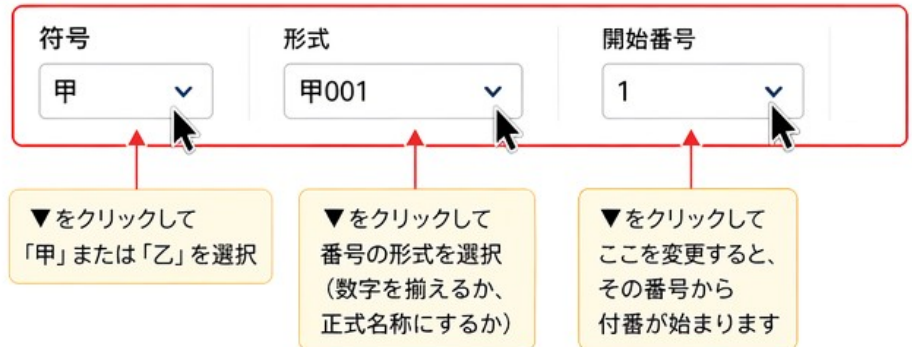 符号
形式
開始番号
甲
甲001
1
▼をクリックして
「甲」または「乙」を選択
▼をクリックして
番号の形式を選択
（数字を揃えるか、
正式名称にするか）
▼をクリックして
ここを変更すると、
その番号から
付番が始まります